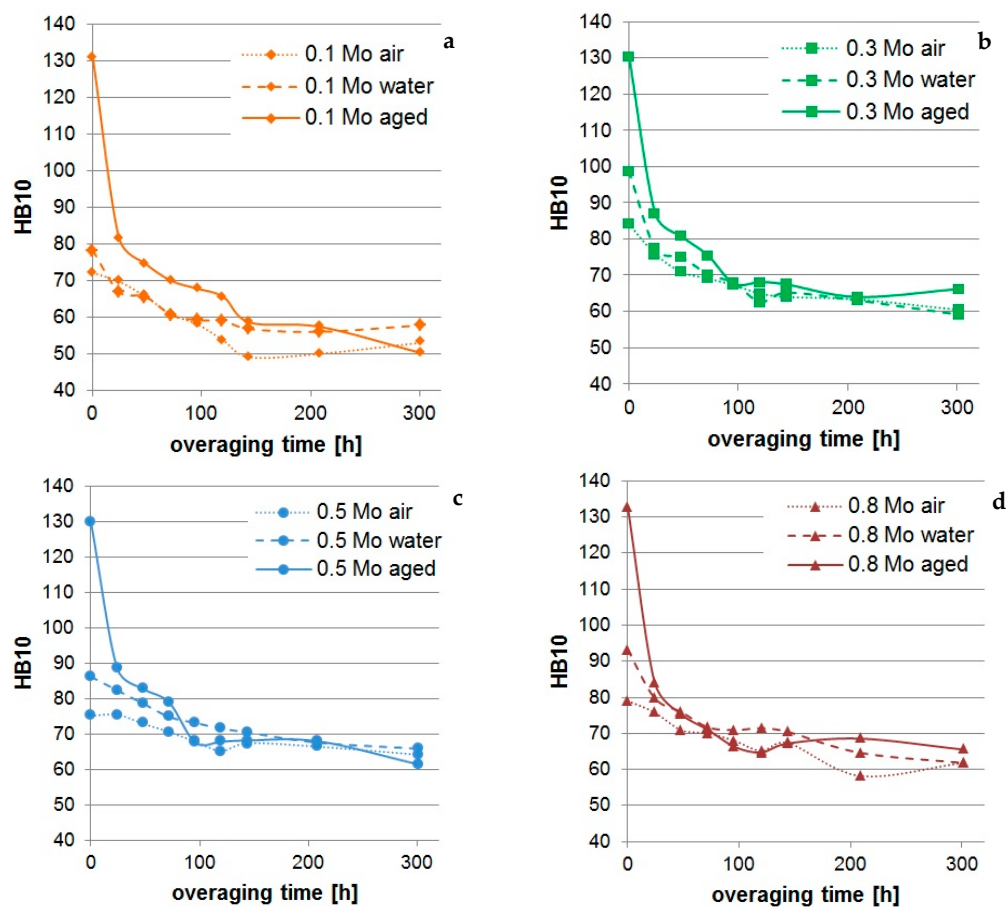 a
140
130
120
110
100
90
80
70
60
50
40
HB10
0.1 Mo air
0.1 Mo water
0.1 Mo aged
0 100 200 300
overaging time [h]
b
140
130
120
110
100
90
80
70
60
50
40
HB10
0.3 Mo air
0.3 Mo water
0.3 Mo aged
0 100 200 300
overaging time [h]
c
140
130
120
110
100
90
80
70
60
50
40
HB10
0.5 Mo air
0.5 Mo water
0.5 Mo aged
0 100 200 300
overaging time [h]
d
140
130
120
110
100
90
80
70
60
50
40
HB10
0.8 Mo air
0.8 Mo water
0.8 Mo aged
0 100 200 300
overaging time [h]